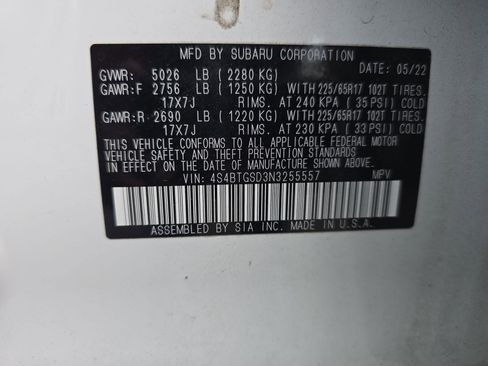 MFD BY SUBARU CORPORATION
DATE: 05/22
GVWR: 5026 LB (2280 KG)
GAWR:F 2756 LB (1250 KG) WITH 225/65R17 102T TIRES,
17X7J RIMS, AT 240 KPA (35 PSI) COLD
GAWR:R 2690 LB (1220 KG) WITH 225/65R17 102T TIRES,
17X7J RIMS, AT 230 KPA (33 PSI) COLD
THIS VEHICLE CONFORMS TO ALL APPLICABLE FEDERAL MOTOR
VEHICLE SAFETY AND BUMPER STANDARDS
IN EFFECT ON THE DATE OF MANUFACTURE SHOWN ABOVE.
VIN: 4S4BTGSD3N3255557 MPV
ASSEMBLED BY SIA INC. MADE IN U.S.A.